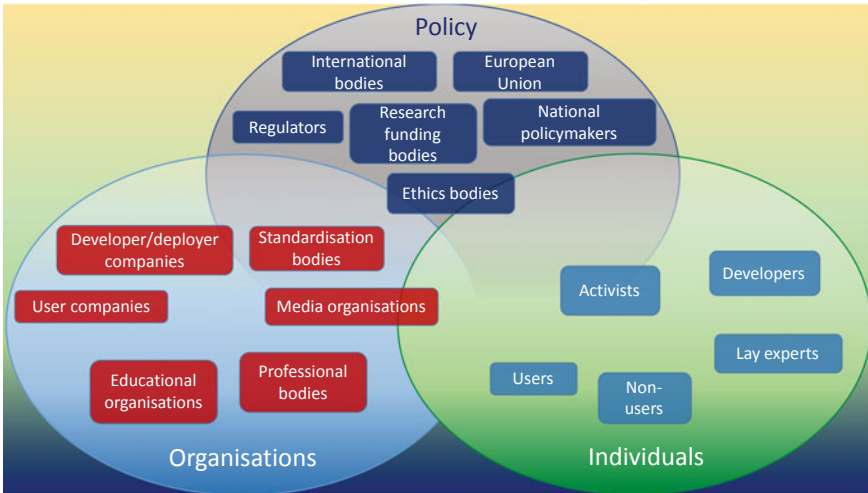 Policy
International
bodies
European
Union
Regulators
Research
funding
bodies
National
policymakers
Ethics bodies
Developer/deployer
companies
Standardisation
bodies
User companies
Media organisations
Educational
organisations
Professional
bodies
Organisations
Activists
Developers
Lay experts
Users
Non-
users
Individuals